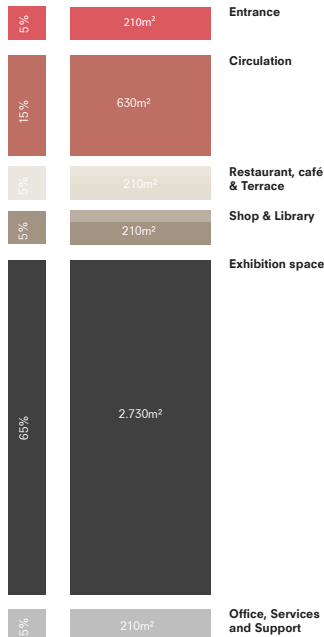 5%
210m²
Entrance
15%
630m²
Circulation
5%
210m²
Restaurant, café
& Terrace
5%
210m²
Shop & Library
65%
2.730m²
Exhibition space
5%
210m²
Office, Services
and Support